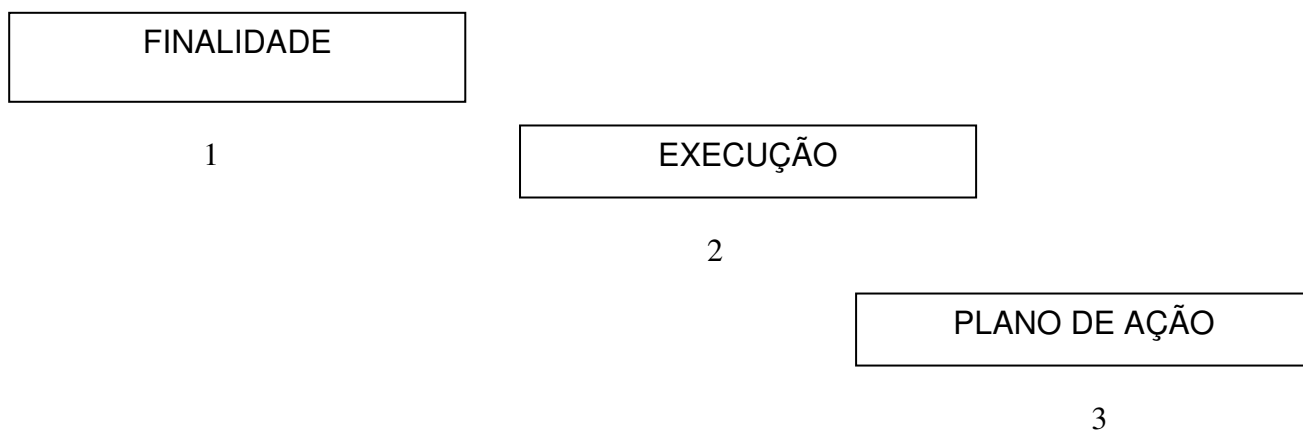 FINALIDADE
1
EXECUÇÃO
2
PLANO DE AÇÃO
3